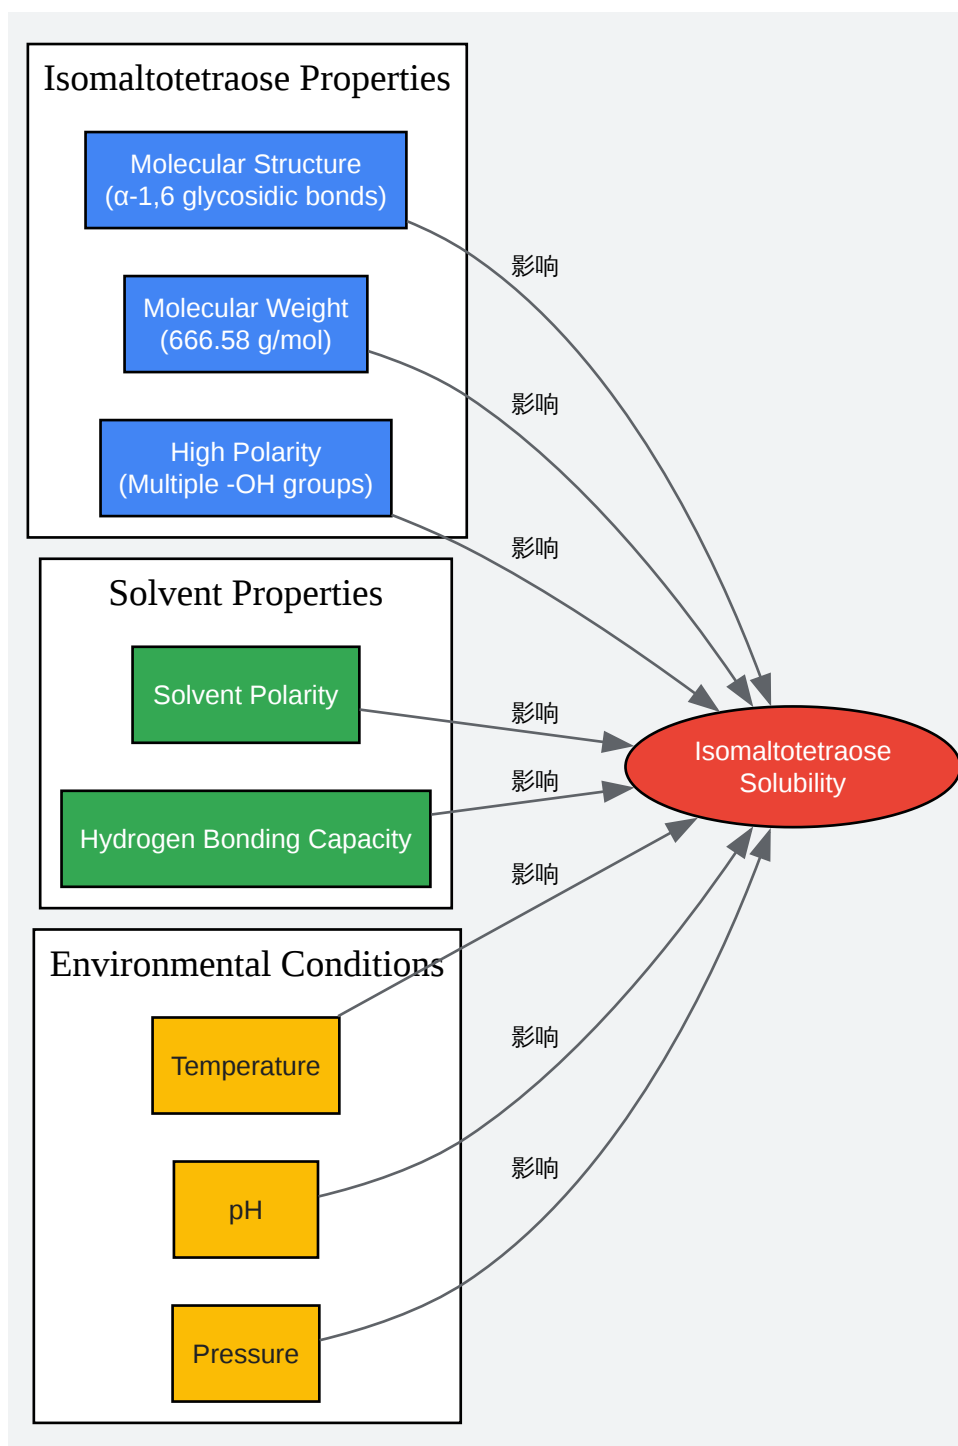 Isomaltotetraose Properties
Molecular Structure
(α-1,6 glycosidic bonds)
影响
Molecular Weight
(666.58 g/mol)
影响
High Polarity
(Multiple -OH groups)
影响
Solvent Properties
Solvent Polarity
影响
Hydrogen Bonding Capacity
影响
Isomaltotetraose
Solubility
Environmental Conditions
Temperature
影响
pH
影响
Pressure
影响